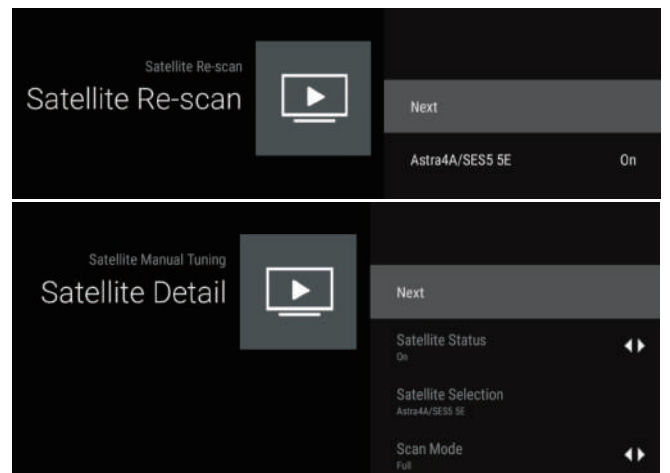 Satellite Re-scan
Satellite Re-scan
Next
Astra4A/SES5 5E On
Satellite Manual Tuning
Satellite Detail
Next
Satellite Status
On
Satellite Selection
Astra4A/SES5 5E
Scan Mode
Full